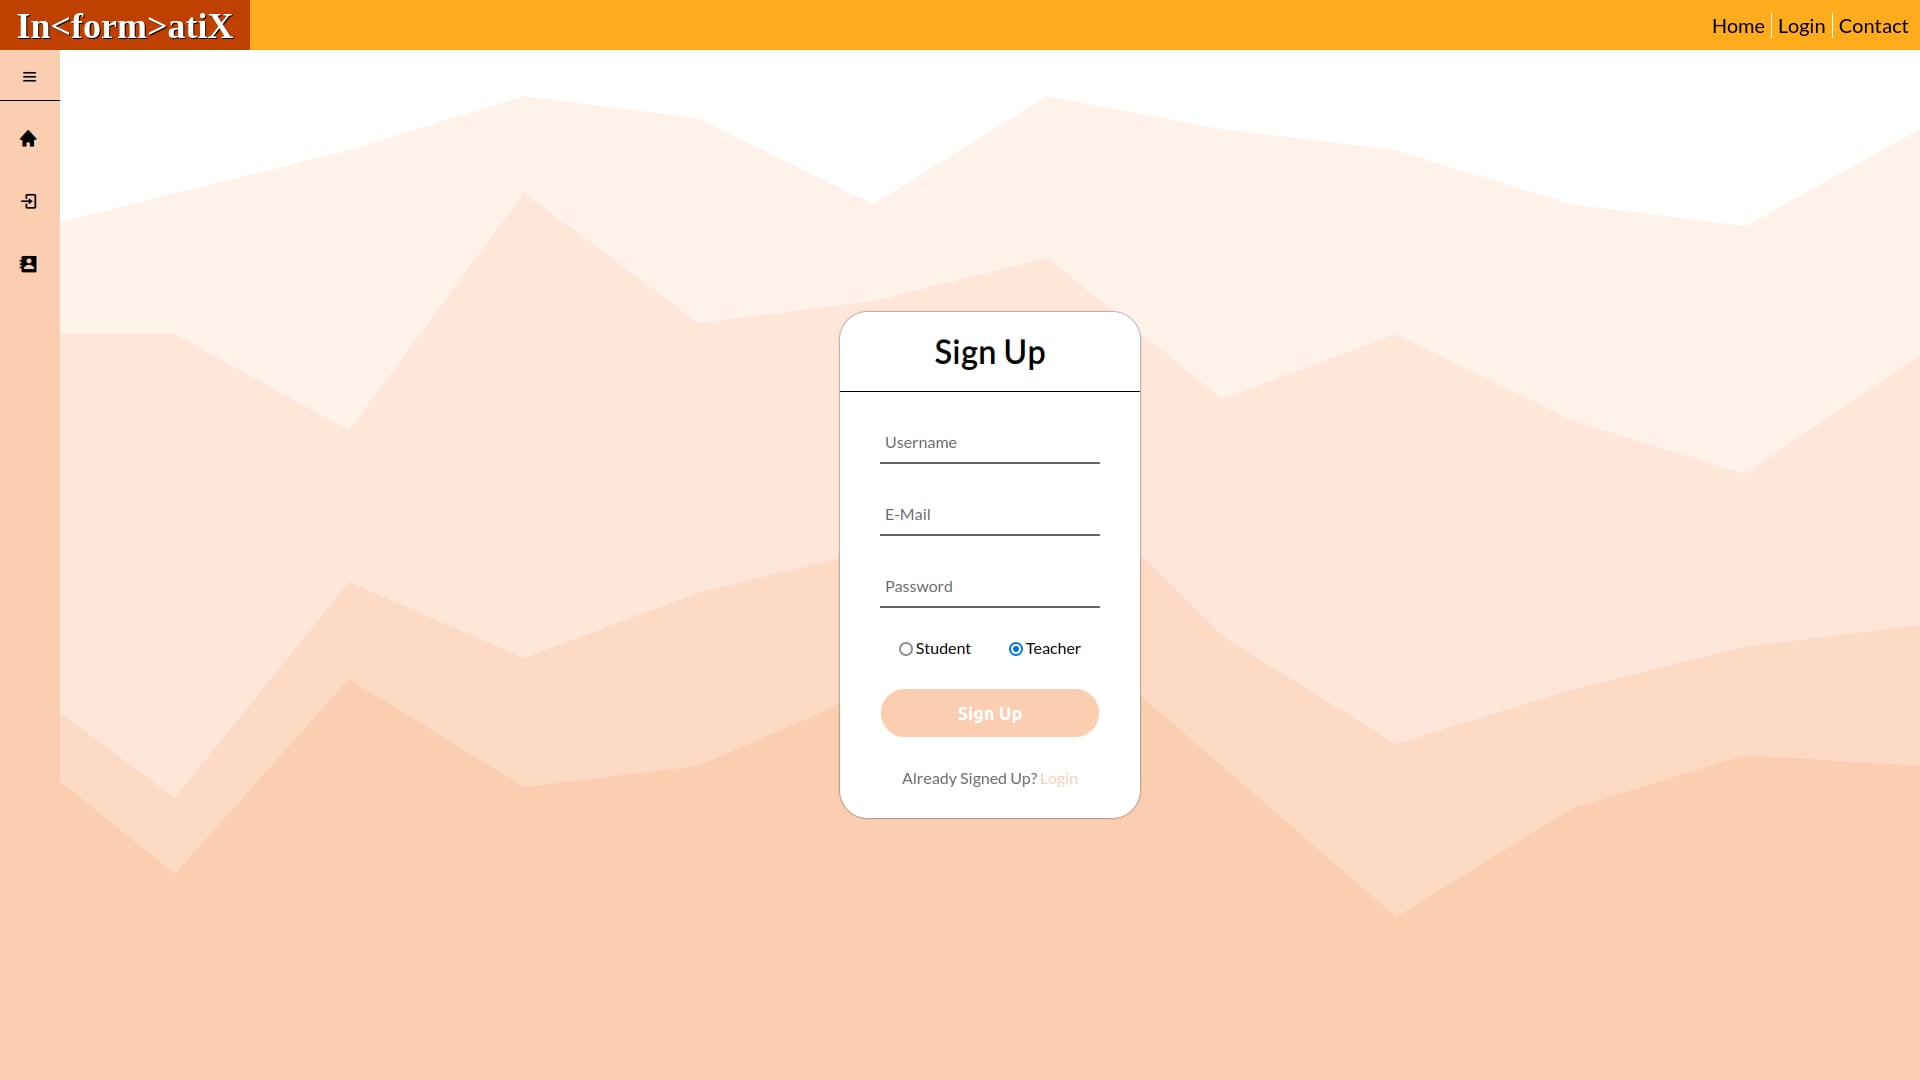 In<form>atiX
Home Login Contact
Sign Up
Username
E-Mail
Password
Student Teacher
Sign Up
Already Signed Up? Login